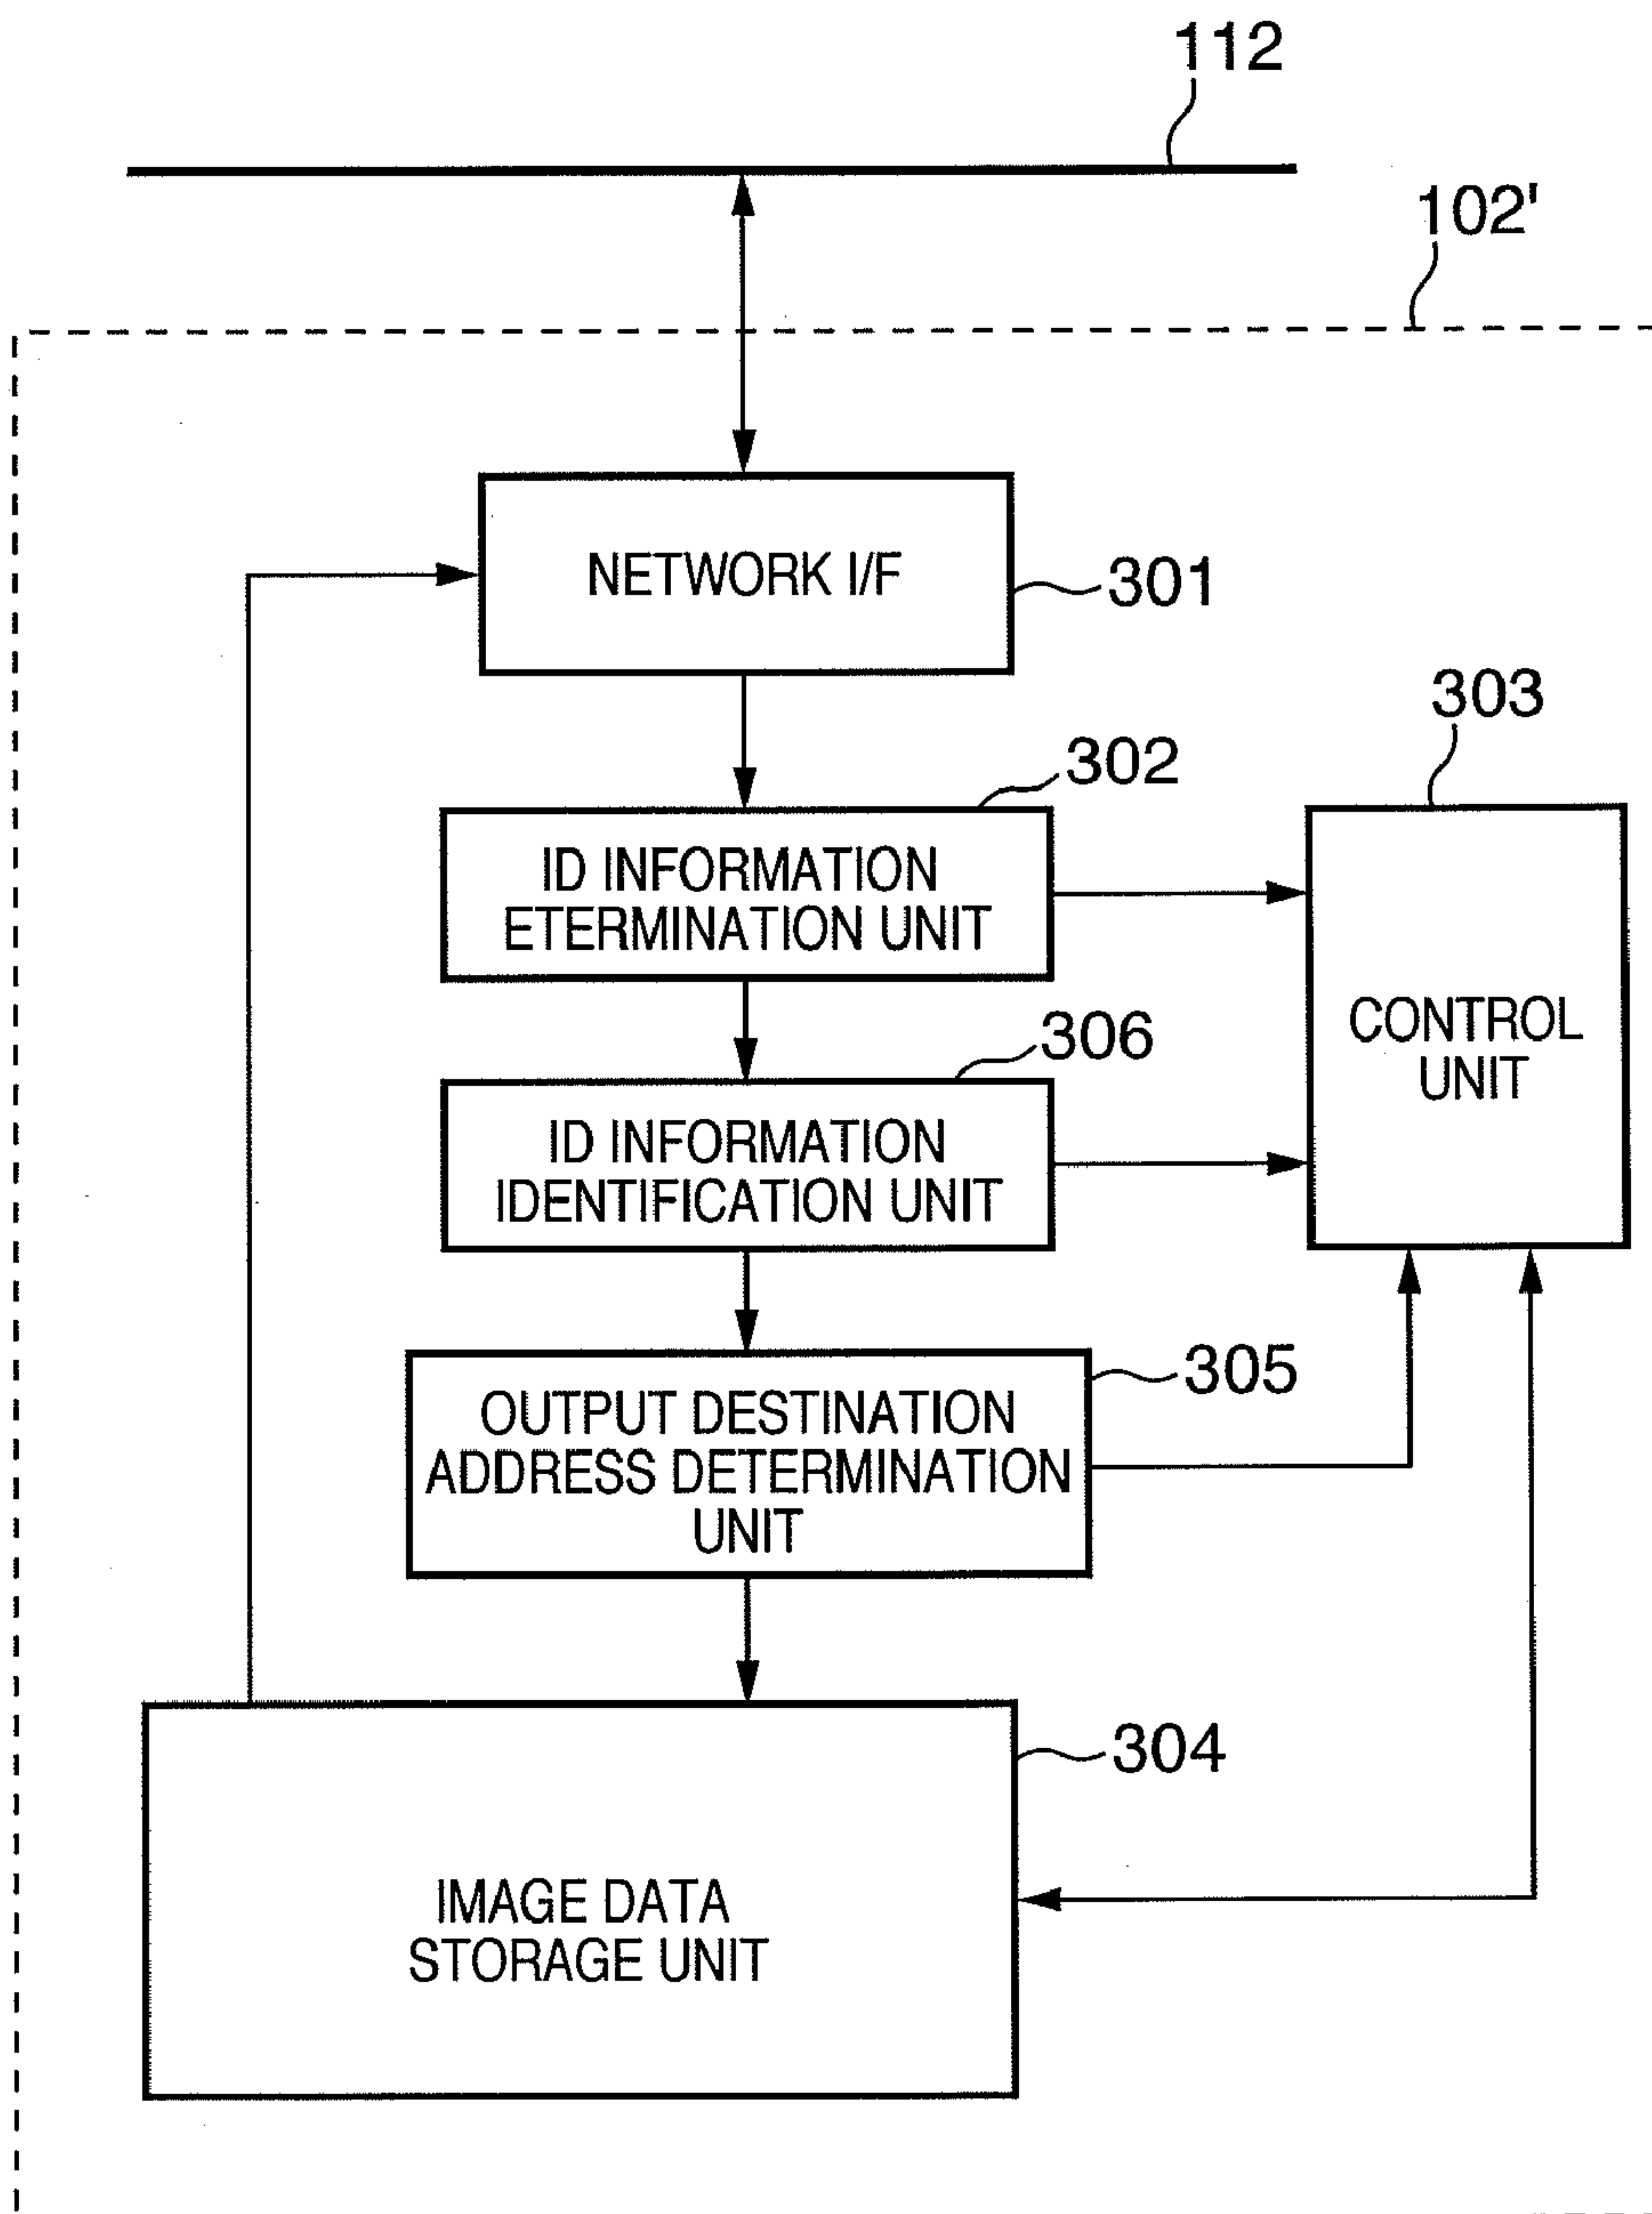 112
102'
NETWORK I/F
301
303
302
ID INFORMATION
ETERMINATION UNIT
306
CONTROL
UNIT
ID INFORMATION
IDENTIFICATION UNIT
305
OUTPUT DESTINATION
ADDRESS DETERMINATION
UNIT
304
IMAGE DATA
STORAGE UNIT